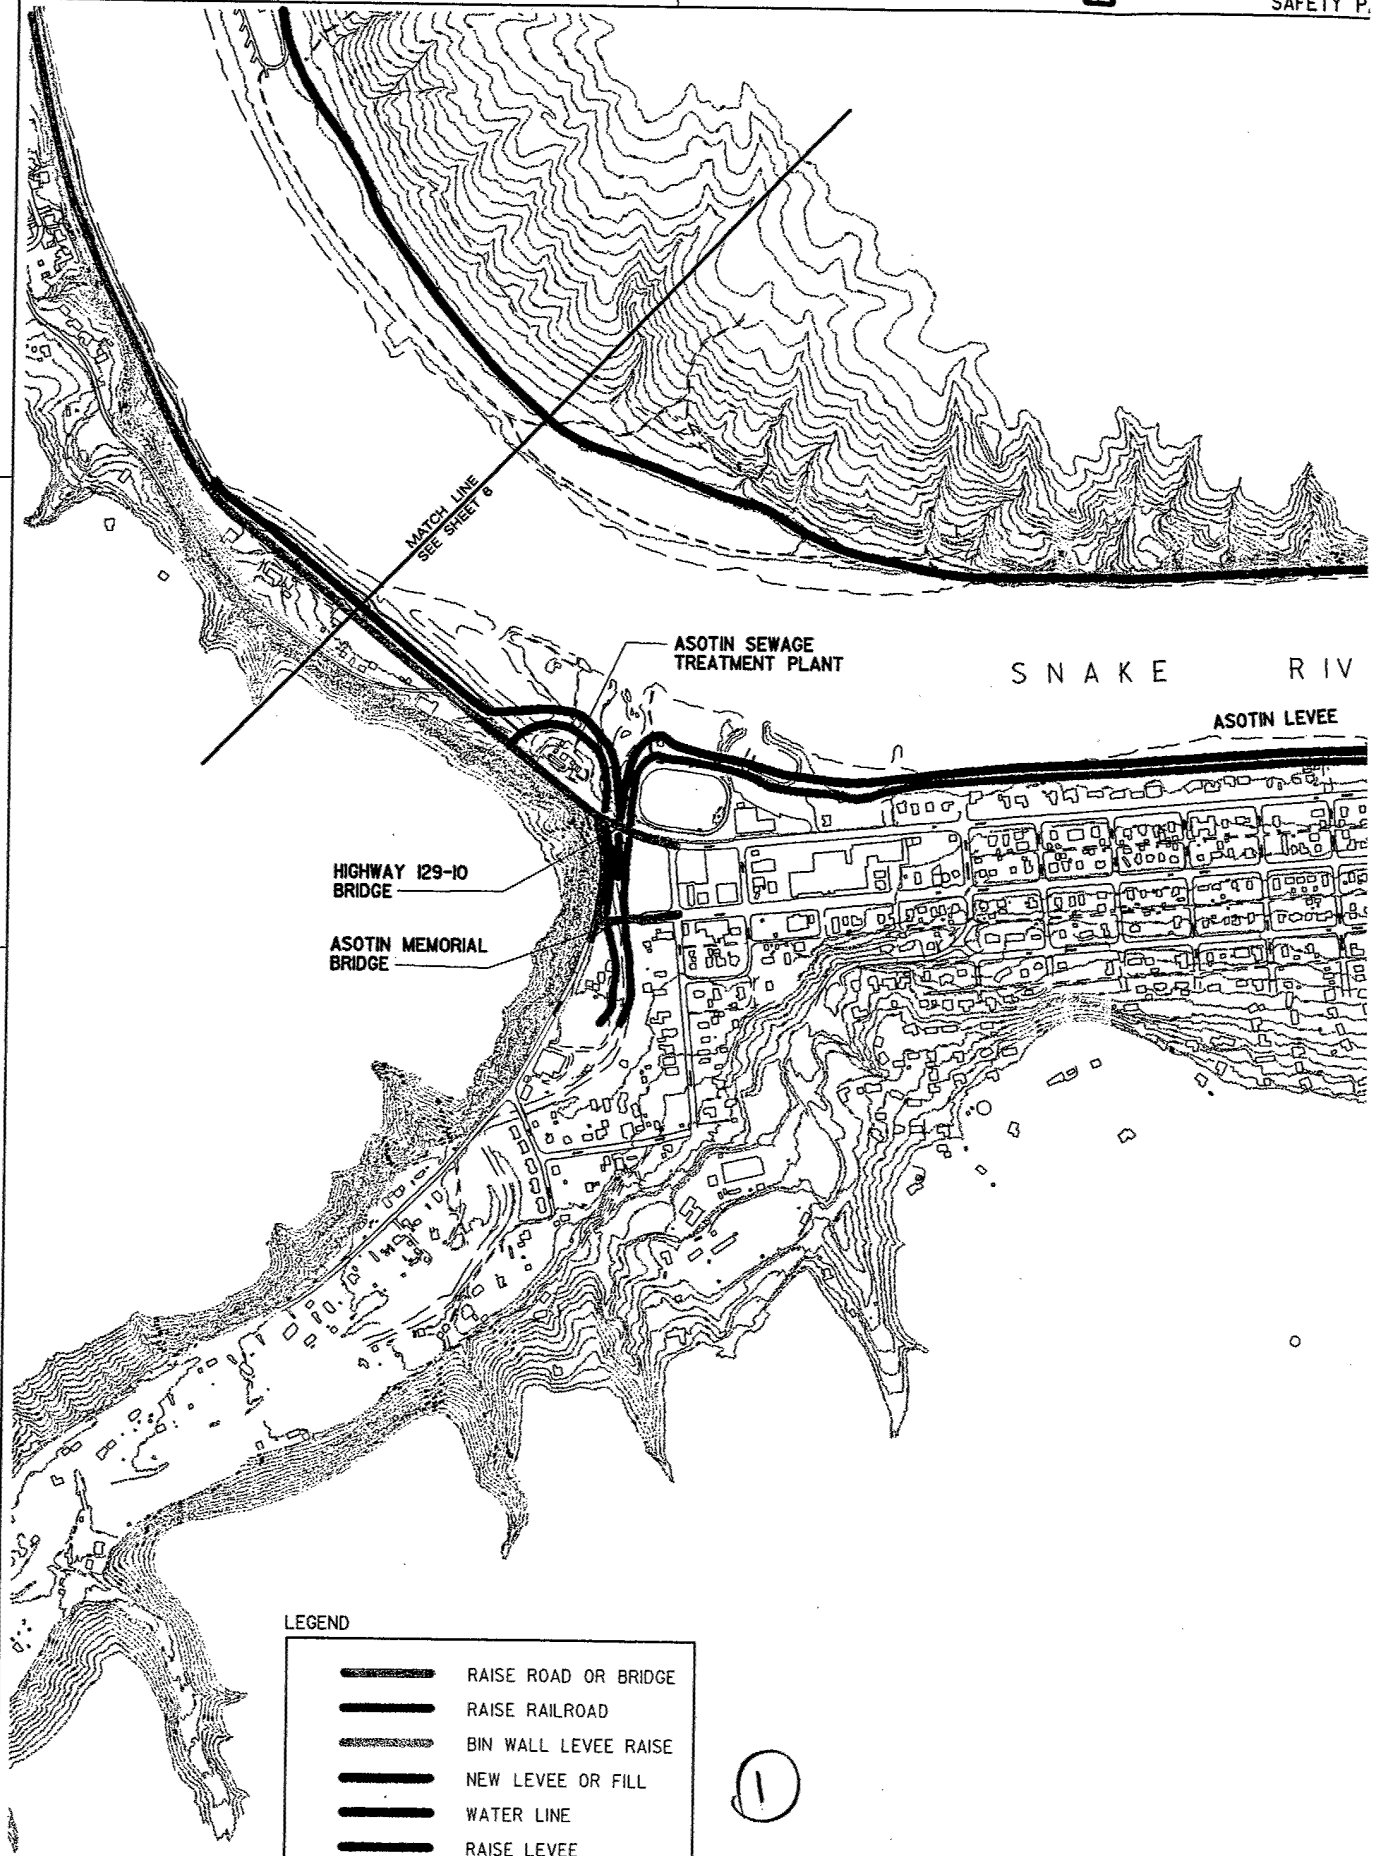 SAFETY P
MATCH LINE
SEE SHEET 6
ASOTIN SEWAGE
TREATMENT PLANT
SNAKE RIV
ASOTIN LEVEE
HIGHWAY 129-10
BRIDGE
ASOTIN MEMORIAL
BRIDGE
LEGEND
RAISE ROAD OR BRIDGE
RAISE RAILROAD
BIN WALL LEVEE RAISE
NEW LEVEE OR FILL
WATER LINE
RAISE LEVEE
1